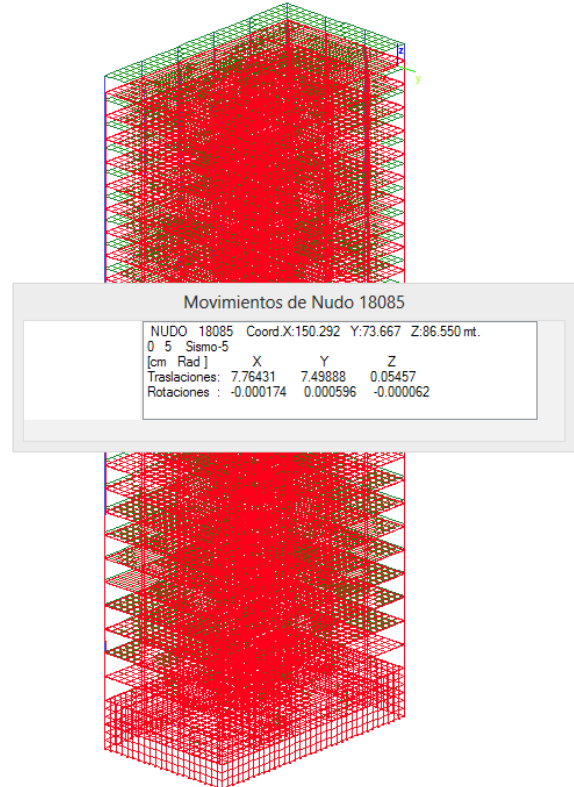 z
y
Movimientos de Nudo 18085
NUDO 18085 Coord.X:150.292 Y:73.667 Z:86.550 mt.
0 5 Sismo-5
[cm Rad ] X Y Z
Traslaciones: 7.76431 7.49888 0.05457
Rotaciones : -0.000174 0.000596 -0.000062